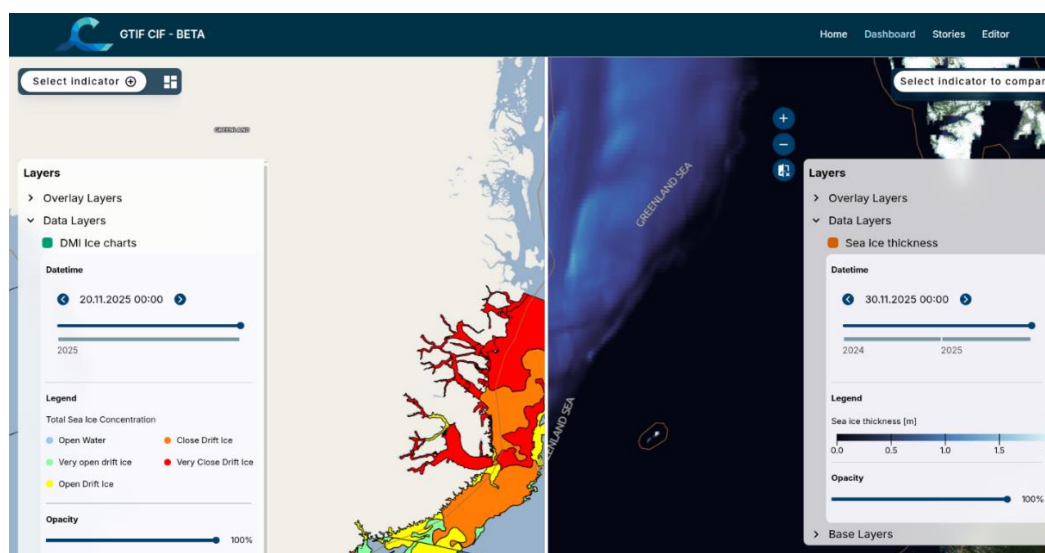 GTIF CIF - BETA
Home Dashboard Stories Editor
Select indicator
Select indicator to compar
GREENLAND
GREENLAND SEA
GREENLAND SEA
Layers
Overlay Layers
Data Layers
DMI Ice charts
Datetime
20.11.2025 00:00
2025
Legend
Total Sea Ice Concentration
Open Water Close Drift Ice
Very open drift ice Very Close Drift Ice
Open Drift Ice
Opacity
100%
Layers
Overlay Layers
Data Layers
Sea ice thickness
Datetime
30.11.2025 00:00
2024 2025
Legend
Sea ice thickness [m]
0.0 0.5 1.0 1.5
Opacity
100%
Base Layers